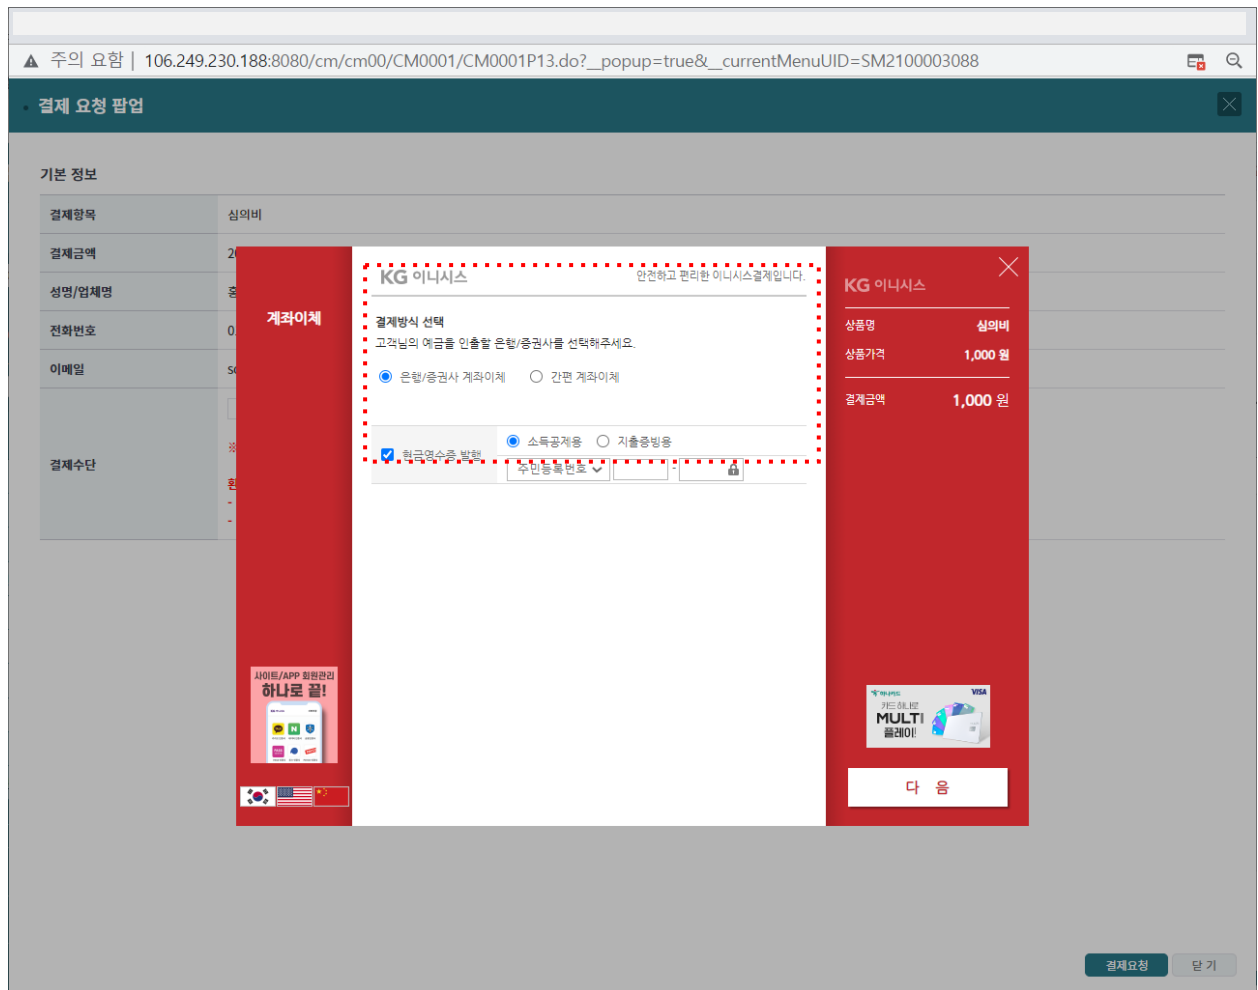 주의 요함 | 106.249.230.188:8080/cm/cm00/CM0001/CM0001P13.do?__popup=true&__currentMenuUID=SM2100003088
결제 요청 팝업
기본 정보
결제항목 심의비
결제금액
성명/업체명
전화번호
이메일
결제수단
계좌이체
사이트/APP 회원관리
하나로 끝!
KG 이니시스
안전하고 편리한 이니시스결제입니다.
결제방식 선택
고객님의 예금을 인출할 은행/증권사를 선택해주세요.
은행/증권사 계좌이체 간편 계좌이체
현금영수증 발행
소득공제용 지출증빙용
주민등록번호 -
KG 이니시스
상품명 심의비
상품가격 1,000 원
결제금액 1,000 원
하나카드 VISA
카드 하나로
MULTI
플레이!
다 음
결제요청 닫기